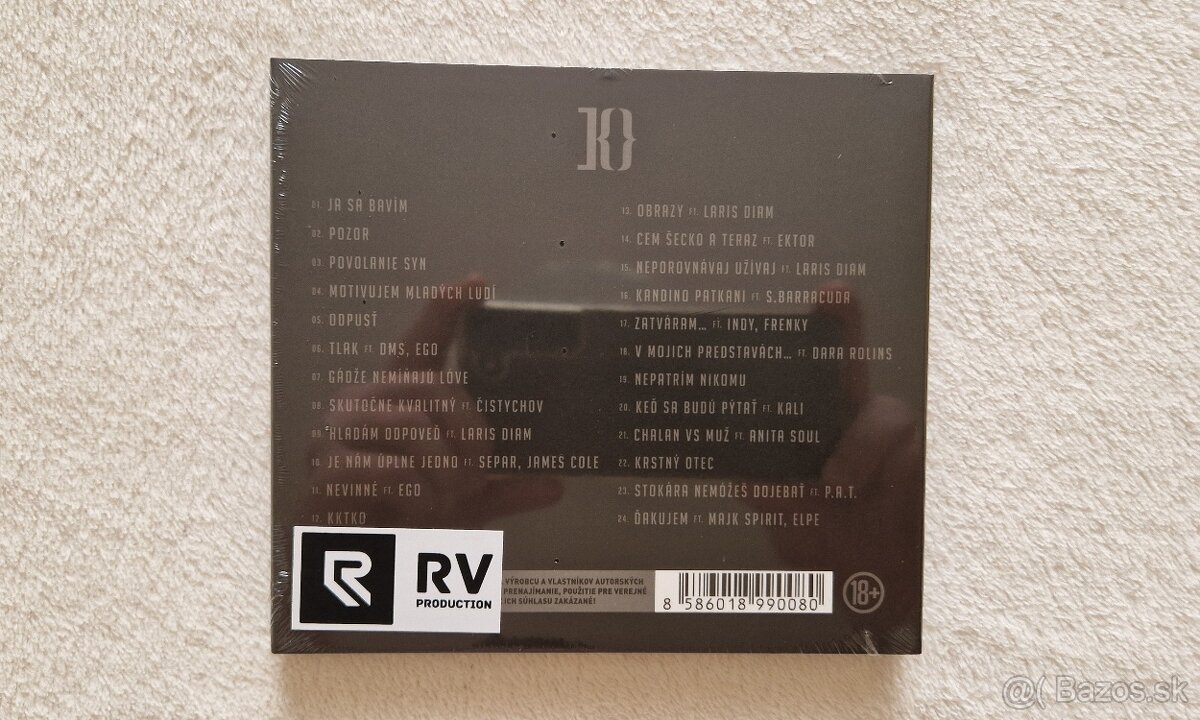 10
01. JA SA BAVÍM
02. POZOR
03. POVOLANIE SYN
04. MOTIVUJEM MLADÝCH ĽUDÍ
05. ODPUSŤ
06. TLAK FT. DMS, EGO
07. GÁDŽE NEMÍŇAJÚ LÓVE
08. SKUTOČNE KVALITNÝ FT. ČISTYCHOV
09. HĽADÁM ODPOVEĎ FT. LARIS DIAM
10. JE NÁM ÚPLNE JEDNO FT. SEPAR, JAMES COLE
11. NEVINNÉ FT. EGO
12. KKTKO
13. OBRAZY FT. LARIS DIAM
14. CEM ŠECKO A TERAZ FT. EKTOR
15. NEPOROVNÁVAJ UŽÍVAJ FT. LARIS DIAM
16. KANDINO PATKANI FT. S.BARRACUDA
17. ZATVÁRAM... FT. INDY, FRENKY
18. V MOJICH PREDSTAVÁCH... FT. DARA ROLINS
19. NEPATRÍM NIKOMU
20. KEĎ SA BUDÚ PÝTAŤ FT. KALI
21. CHALAN VS MUŽ FT. ANITA SOUL
22. KRSTNÝ OTEC
23. STOKÁRA NEMÓŽEŠ DOJEBAŤ FT. P.A.T.
24. ĎAKUJEM FT. MAJK SPIRIT, ELPE
R RV
PRODUCTION
VÝROBCU A VLASTNÍKOV AUTORSKÝCH
PRENAJÍMANIE, POUŽITIE PRE VEREJNÉ
ICH SÚHLASU ZAKÁZANÉ!
8 586018 990080
18+
@( Bazos.sk